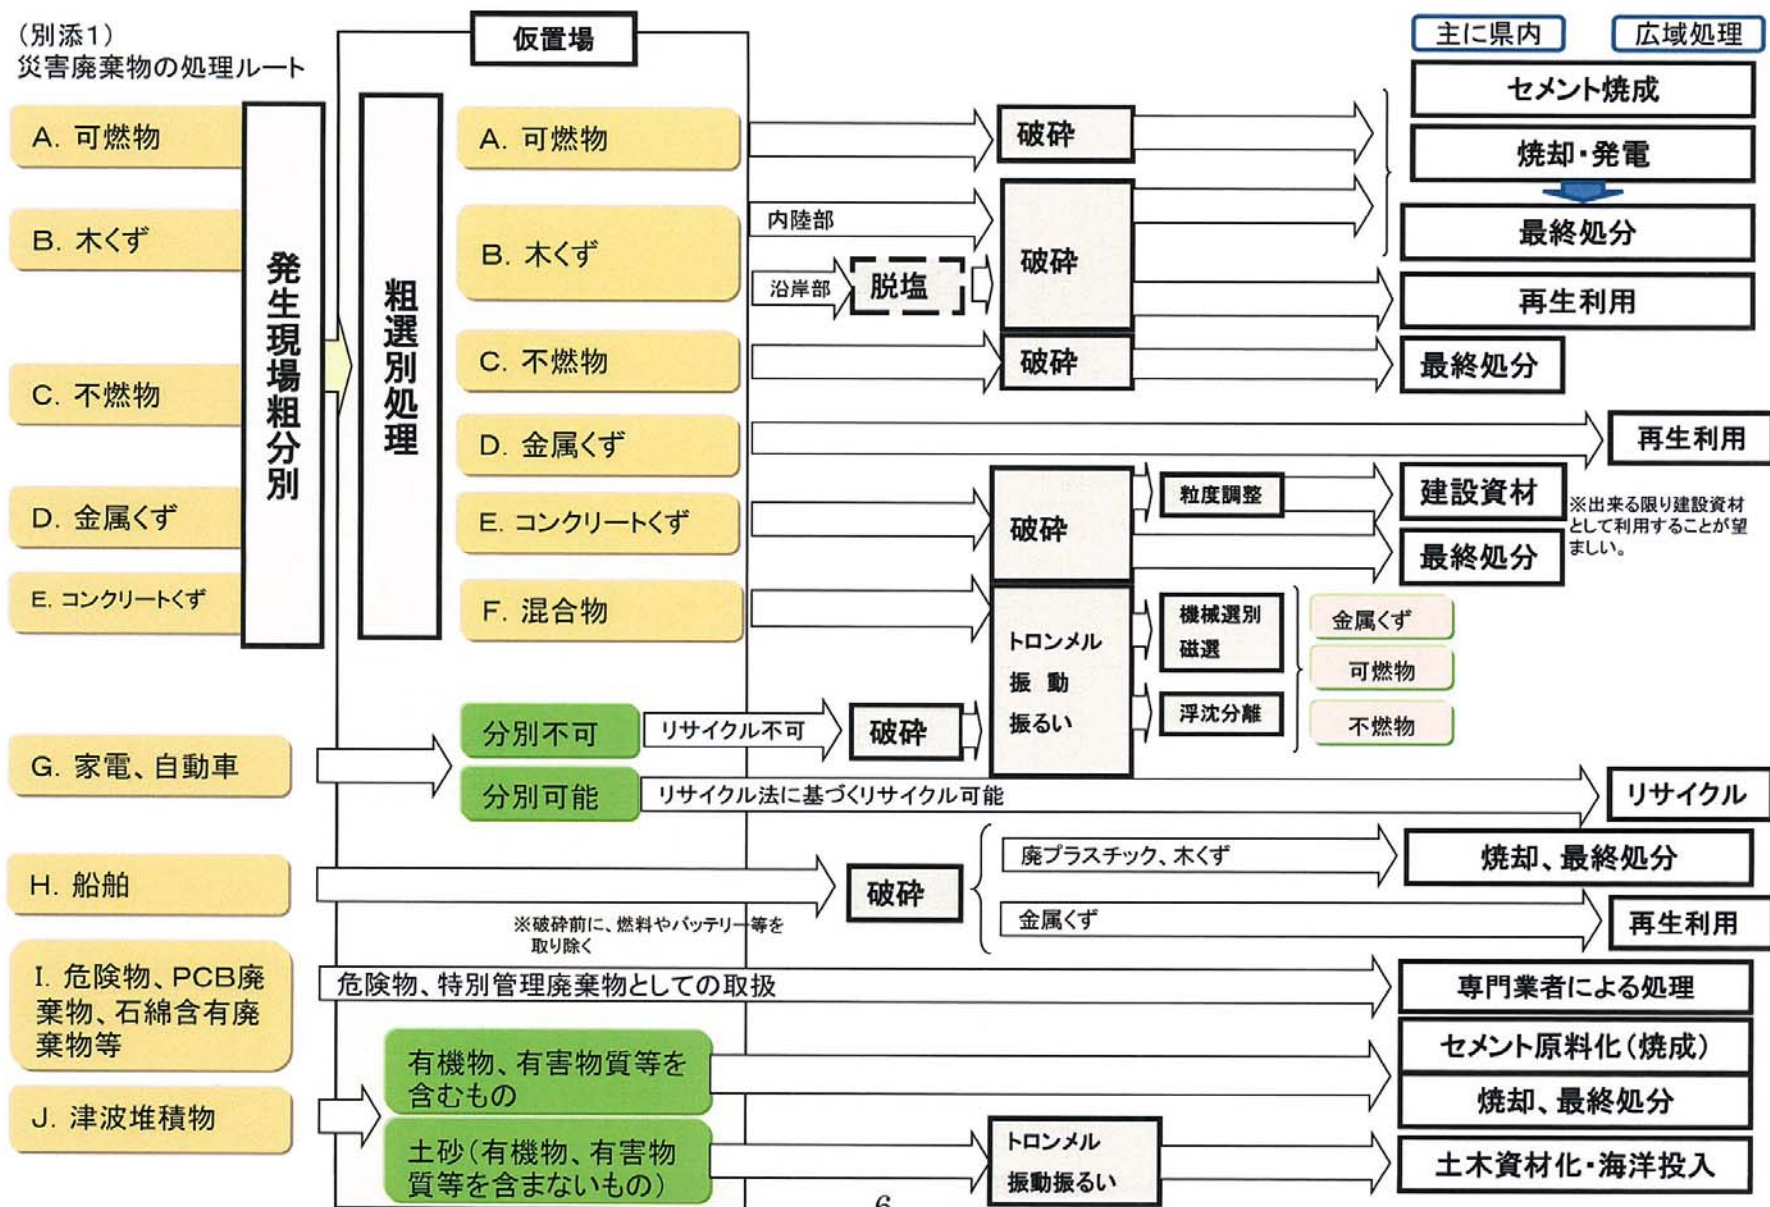 (別添1)
災害廃棄物の処理ルート
仮置場
主に県内
広域処理
A. 可燃物
B. 木くず
C. 不燃物
D. 金属くず
E. コンクリートくず
発生現場粗分別
粗選別処理
A. 可燃物
破砕
セメント焼成
焼却・発電
最終処分
B. 木くず
内陸部
沿岸部
脱塩
破砕
再生利用
C. 不燃物
破砕
最終処分
D. 金属くず
再生利用
E. コンクリートくず
破砕
粒度調整
建設資材
※出来る限り建設資材
として利用することが望
ましい。
最終処分
F. 混合物
トロンメル
振 動
振るい
機械選別
磁選
浮沈分離
金属くず
可燃物
不燃物
G. 家電、自動車
分別不可
リサイクル不可
破砕
分別可能
リサイクル法に基づくリサイクル可能
リサイクル
H. 船舶
※破砕前に、燃料やバッテリー等を
取り除く
破砕
廃プラスチック、木くず
焼却、最終処分
金属くず
再生利用
I. 危険物、PCB廃
棄物、石綿含有廃
棄物等
危険物、特別管理廃棄物としての取扱
専門業者による処理
J. 津波堆積物
有機物、有害物質等を
含むもの
セメント原料化(焼成)
焼却、最終処分
土砂(有機物、有害物
質等を含まないもの)
トロンメル
振動振るい
土木資材化・海洋投入
6